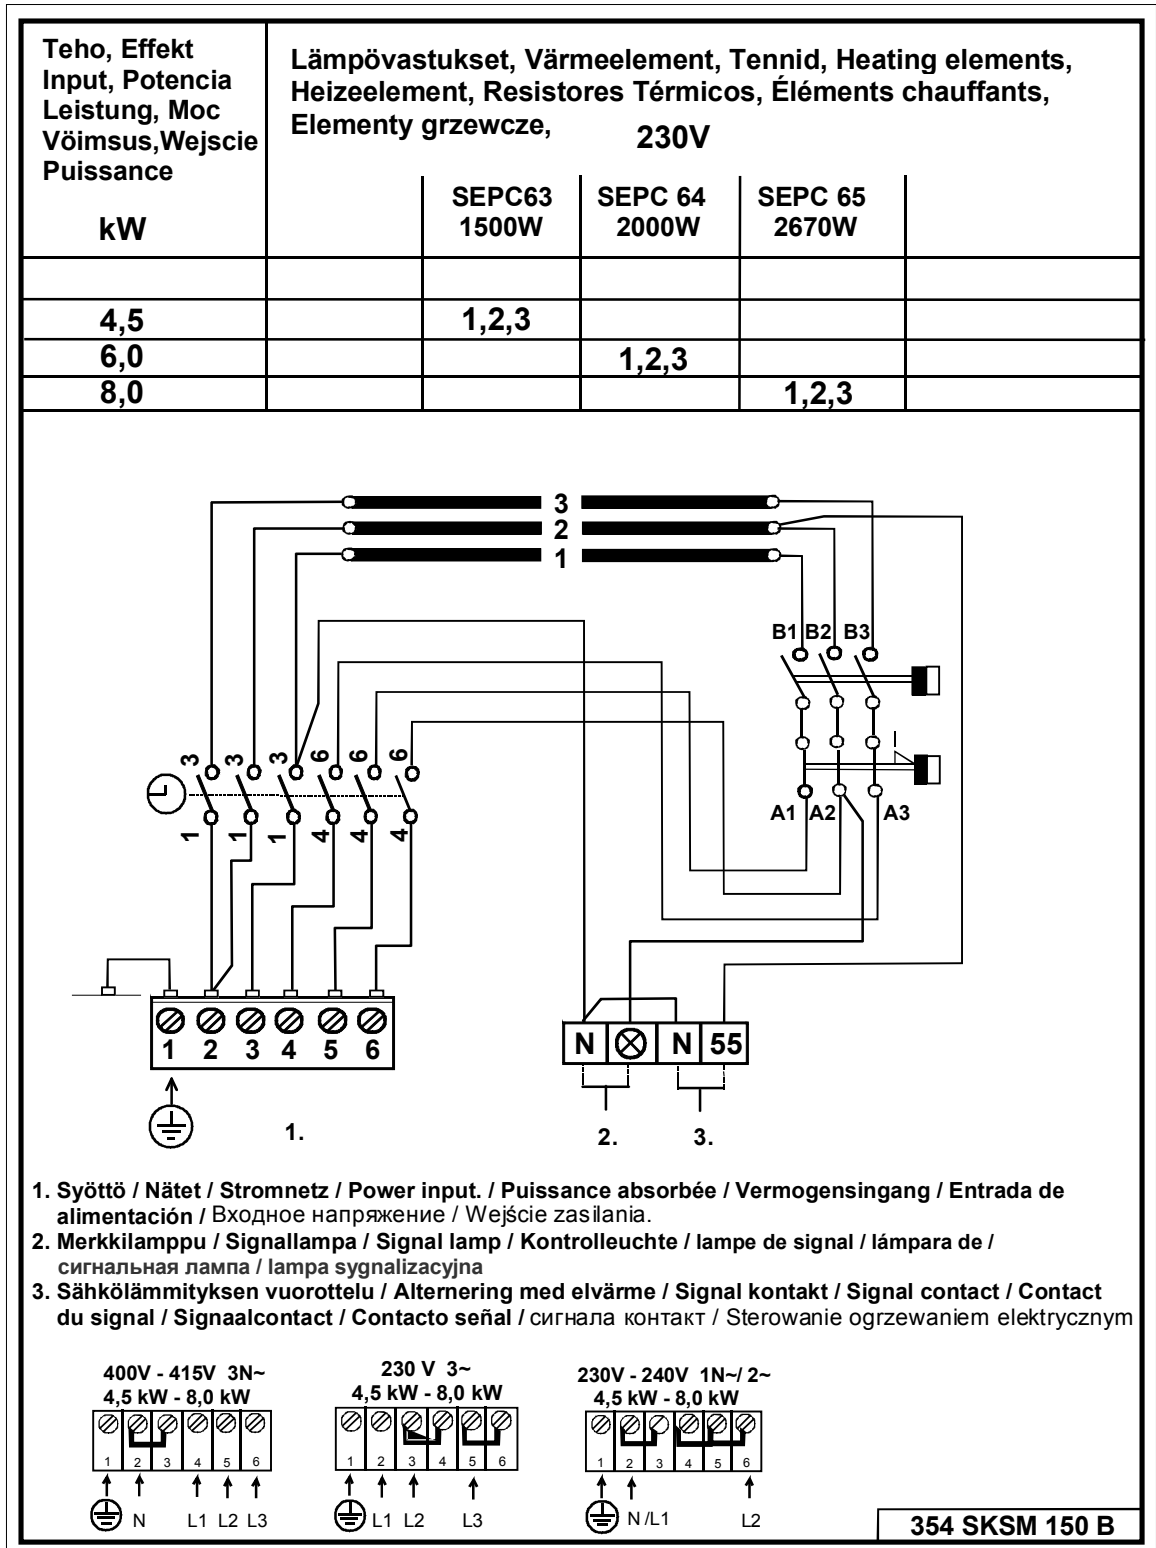 Teho, Effekt
Input, Potencia
Leistung, Moc
Vöimsus,Wejscie
Puissance
kW
Lämpövastukset, Värmeelement, Tennid, Heating elements,
Heizeelement, Resistores Térmicos, Éléments chauffants,
Elementy grzewcze, 230V
SEPC63 SEPC 64 SEPC 65
1500W 2000W 2670W
4,5 1,2,3
6,0 1,2,3
8,0 1,2,3
3
2
1
B1 B2 B3
3 3 3 6 6 6
1 1 1 4 4 4
A1 A2 A3
1 2 3 4 5 6
N N 55
1. 2. 3.
1. Syöttö / Nätet / Stromnetz / Power input. / Puissance absorbée / Vermogensingang / Entrada de
alimentación / Входное напряжение / Wejście zasilania.
2. Merkkilamppu / Signallampa / Signal lamp / Kontrolleuchte / lampe de signal / lámpara de /
сигнальная лампа / lampa sygnalizacyjna
3. Sähkölämmityksen vuorottelu / Alternering med elvärme / Signal kontakt / Signal contact / Contact
du signal / Signaalcontact / Contacto señal / сигнала контакт / Sterowanie ogrzewaniem elektrycznym
400V - 415V 3N~
4,5 kW - 8,0 kW
1 2 3 4 5 6
N L1 L2 L3
230 V 3~
4,5 kW - 8,0 kW
1 2 3 4 5 6
L1 L2 L3
230V - 240V 1N~/ 2~
4,5 kW - 8,0 kW
1 2 3 4 5 6
N /L1 L2
354 SKSM 150 B